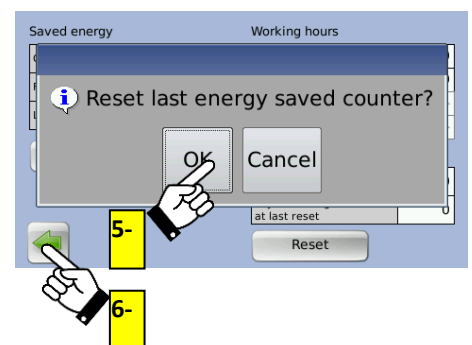 Saved energy
Working hours
Reset last energy saved counter?
OK
Cancel
5-
at last reset
0
Reset
6-